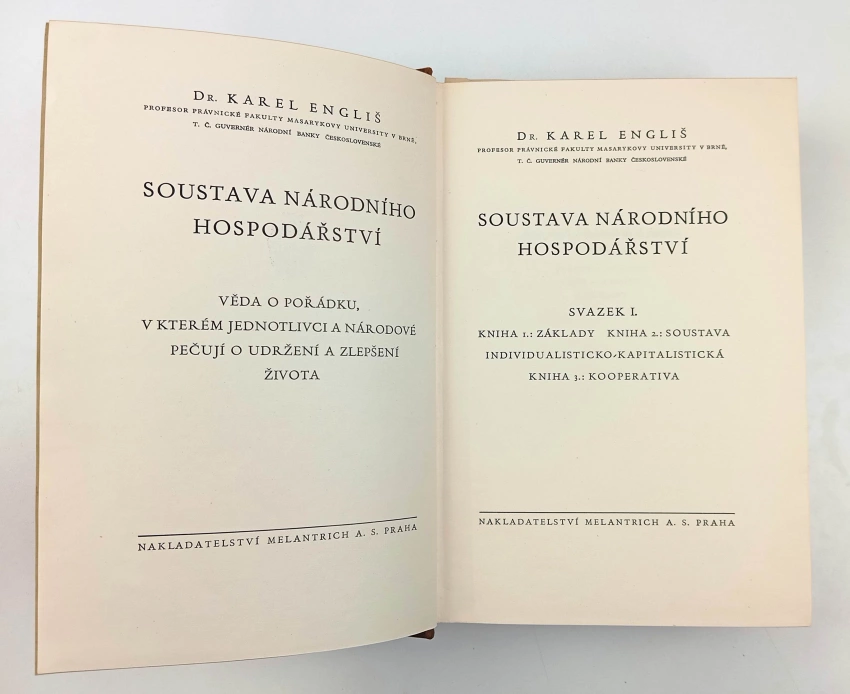 Dr. KAREL ENGLIŠ
PROFESOR PRÁVNICKÉ FAKULTY MASARYKOVY UNIVERSITY V BRNĚ,
T. Č. GUVERNÉR NÁRODNÍ BANKY ČESKOSLOVENSKÉ
SOUSTAVA NÁRODNÍHO
HOSPODÁŘSTVÍ
VĚDA O POŘÁDKU,
V KTERÉM JEDNOTLIVCI A NÁRODOVÉ
PEČUJÍ O UDRŽENÍ A ZLEPŠENÍ
ŽIVOTA
NAKLADATELSTVÍ MELANTRICH A. S. PRAHA
Dr. KAREL ENGLIŠ
PROFESOR PRÁVNICKÉ FAKULTY MASARYKOVY UNIVERSITY V BRNĚ,
T. Č. GUVERNÉR NÁRODNÍ BANKY ČESKOSLOVENSKÉ
SOUSTAVA NÁRODNÍHO
HOSPODÁŘSTVÍ
SVAZEK I.
KNIHA 1.: ZÁKLADY KNIHA 2.: SOUSTAVA
INDIVIDUALISTICKO-KAPITALISTICKÁ
KNIHA 3.: KOOPERATIVA
NAKLADATELSTVÍ MELANTRICH A. S. PRAHA